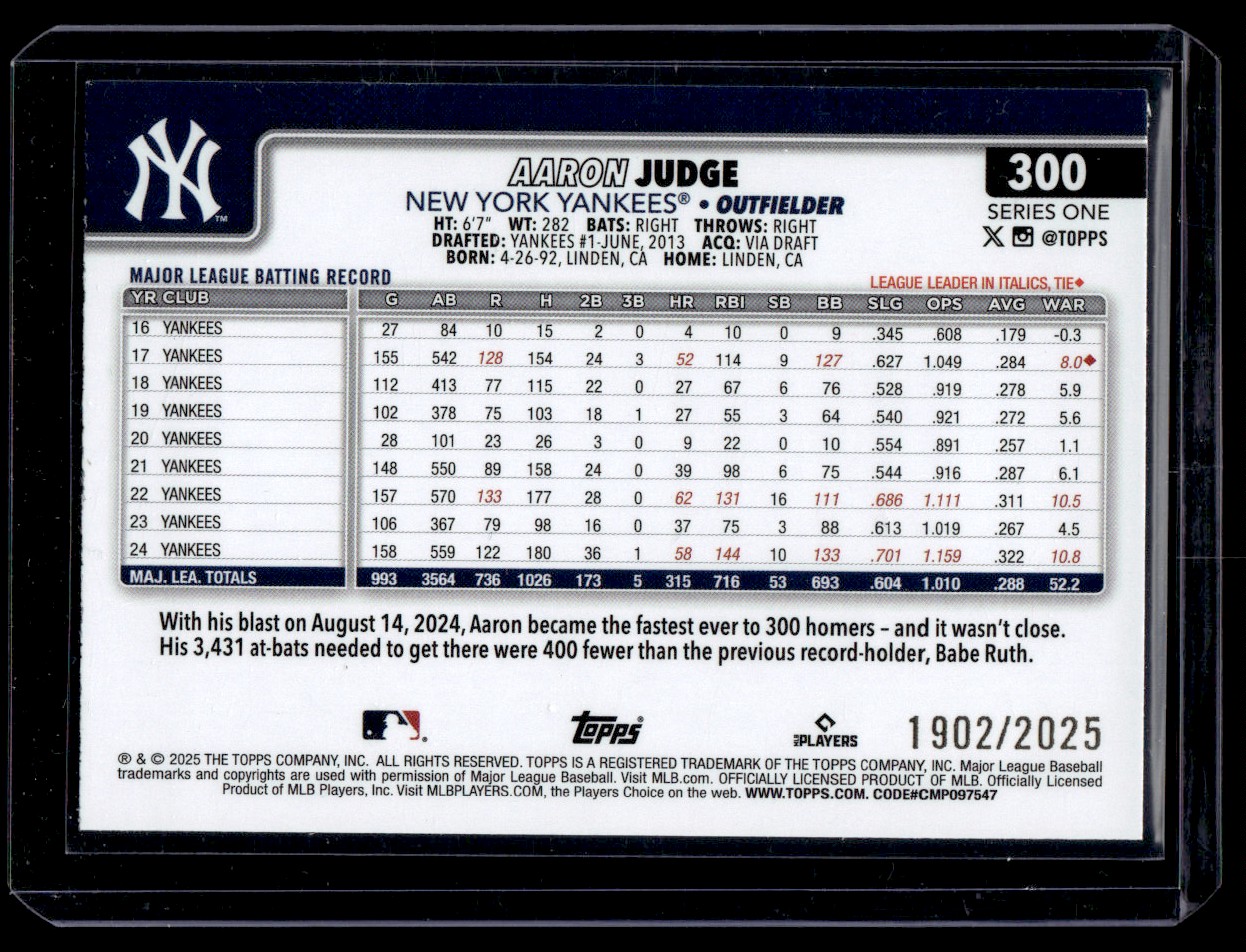 NY
TM
AARON JUDGE
300
NEW YORK YANKEES® • OUTFIELDER
SERIES ONE
HT: 6'7" WT: 282 BATS: RIGHT THROWS: RIGHT
@TOPPS
DRAFTED: YANKEES #1-JUNE, 2013 ACQ: VIA DRAFT
BORN: 4-26-92, LINDEN, CA HOME: LINDEN, CA
MAJOR LEAGUE BATTING RECORD
LEAGUE LEADER IN ITALICS, TIE◆
YR CLUB G AB R H 2B 3B HR RBI SB BB SLG OPS AVG WAR
16 YANKEES 27 84 10 15 2 0 4 10 0 9 .345 .608 .179 -0.3
17 YANKEES 155 542 128 154 24 3 52 114 9 127 .627 1.049 .284 8.0◆
18 YANKEES 112 413 77 115 22 0 27 67 6 76 .528 .919 .278 5.9
19 YANKEES 102 378 75 103 18 1 27 55 3 64 .540 .921 .272 5.6
20 YANKEES 28 101 23 26 3 0 9 22 0 10 .554 .891 .257 1.1
21 YANKEES 148 550 89 158 24 0 39 98 6 75 .544 .916 .287 6.1
22 YANKEES 157 570 133 177 28 0 62 131 16 111 .686 1.111 .311 10.5
23 YANKEES 106 367 79 98 16 0 37 75 3 88 .613 1.019 .267 4.5
24 YANKEES 158 559 122 180 36 1 58 144 10 133 .701 1.159 .322 10.8
MAJ. LEA. TOTALS 993 3564 736 1026 173 5 315 716 53 693 .604 1.010 .288 52.2
With his blast on August 14, 2024, Aaron became the fastest ever to 300 homers – and it wasn't close.
His 3,431 at-bats needed to get there were 400 fewer than the previous record-holder, Babe Ruth.
topps®
MLB PLAYERS
1902/2025
® & © 2025 THE TOPPS COMPANY, INC. ALL RIGHTS RESERVED. TOPPS IS A REGISTERED TRADEMARK OF THE TOPPS COMPANY, INC. Major League Baseball
trademarks and copyrights are used with permission of Major League Baseball. Visit MLB.com. OFFICIALLY LICENSED PRODUCT OF MLB. Officially Licensed
Product of MLB Players, Inc. Visit MLBPLAYERS.COM, the Players Choice on the web. WWW.TOPPS.COM. CODE#CMP097547